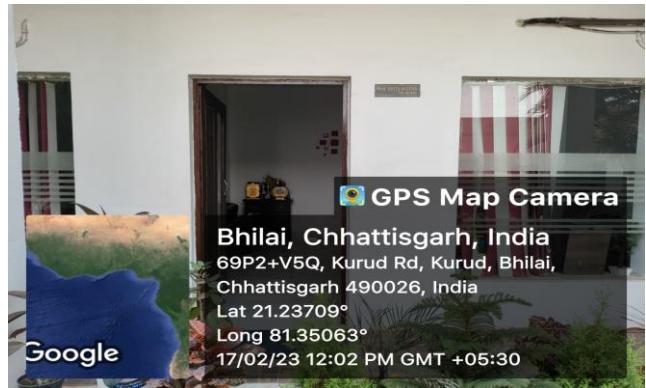 GPS Map Camera
Bhilai, Chhattisgarh, India
69P2+V5Q, Kurud Rd, Kurud, Bhilai,
Chhattisgarh 490026, India
Lat 21.23709°
Long 81.35063°
17/02/23 12:02 PM GMT +05:30
Google